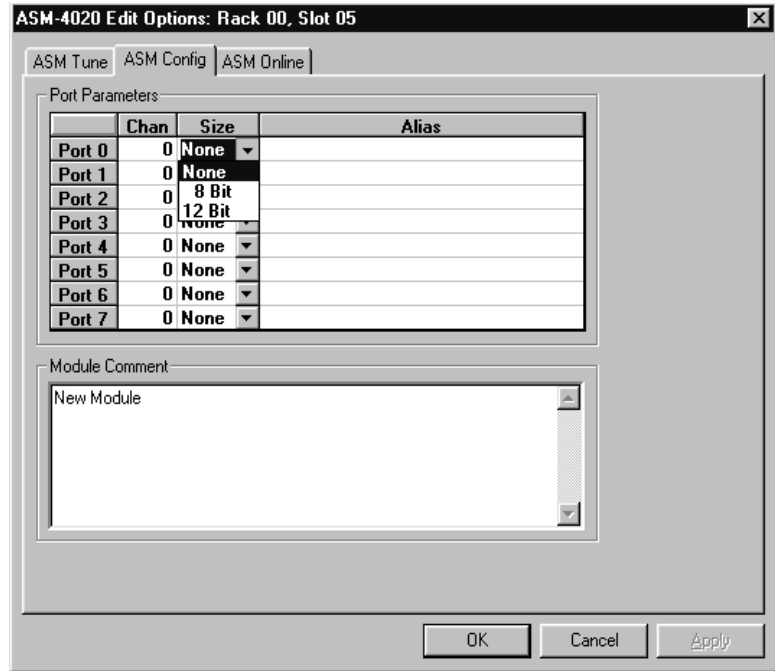 ASM-4020 Edit Options: Rack 00, Slot 05
ASM Tune ASM Config ASM Online
Port Parameters
Chan Size Alias
Port 0 0 None
Port 1 0 None
Port 2 0 8 Bit
12 Bit
Port 3 0 None
Port 4 0 None
Port 5 0 None
Port 6 0 None
Port 7 0 None
Module Comment
New Module
OK Cancel Apply